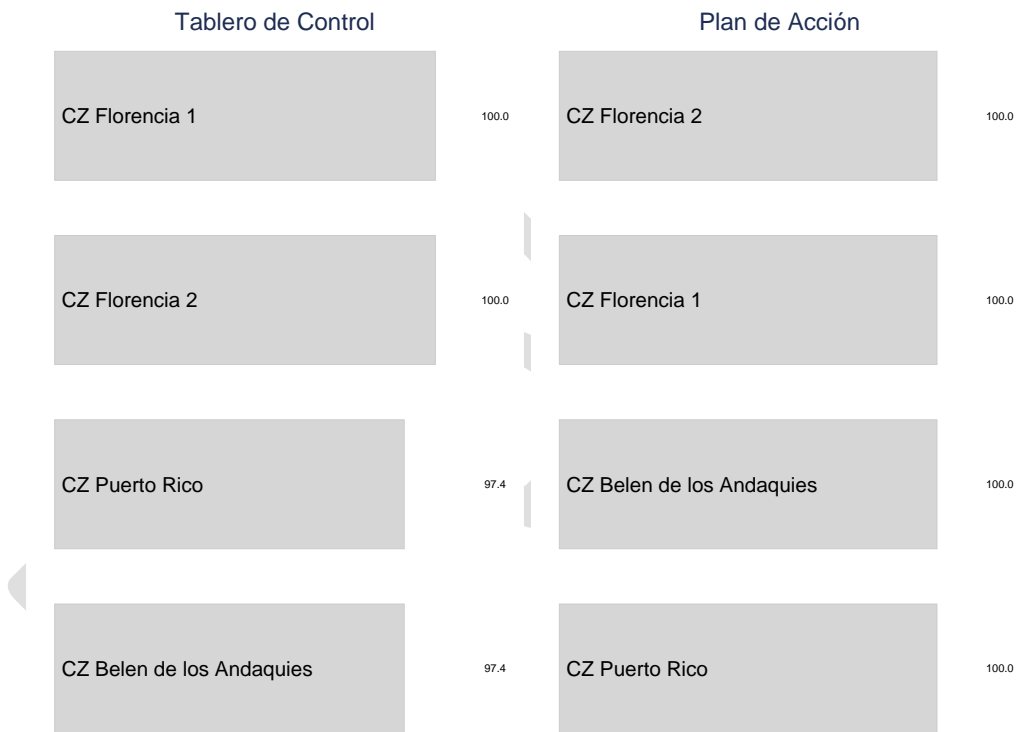 Tablero de Control
CZ Florencia 1 100.0
CZ Florencia 2 100.0
CZ Puerto Rico 97.4
CZ Belen de los Andaquies 97.4
Plan de Acción
CZ Florencia 2 100.0
CZ Florencia 1 100.0
CZ Belen de los Andaquies 100.0
CZ Puerto Rico 100.0